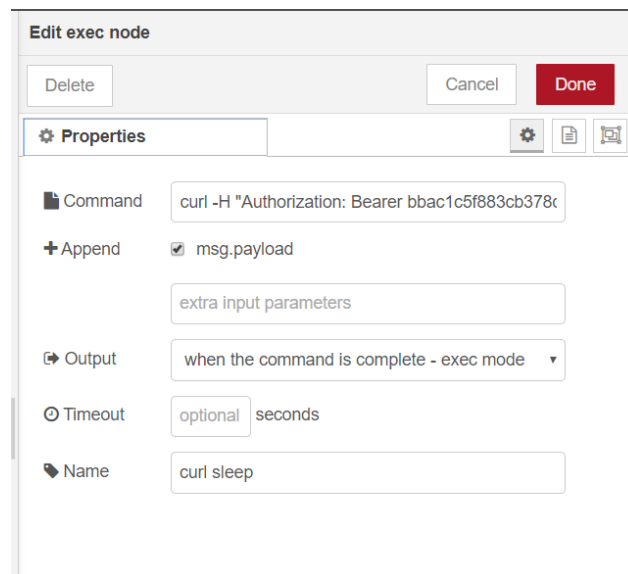 Edit exec node
Delete
Cancel
Done
Properties
Command
curl -H "Authorization: Bearer bbac1c5f883cb378
Append
msg.payload
extra input parameters
Output
when the command is complete - exec mode
Timeout
optional
seconds
Name
curl sleep